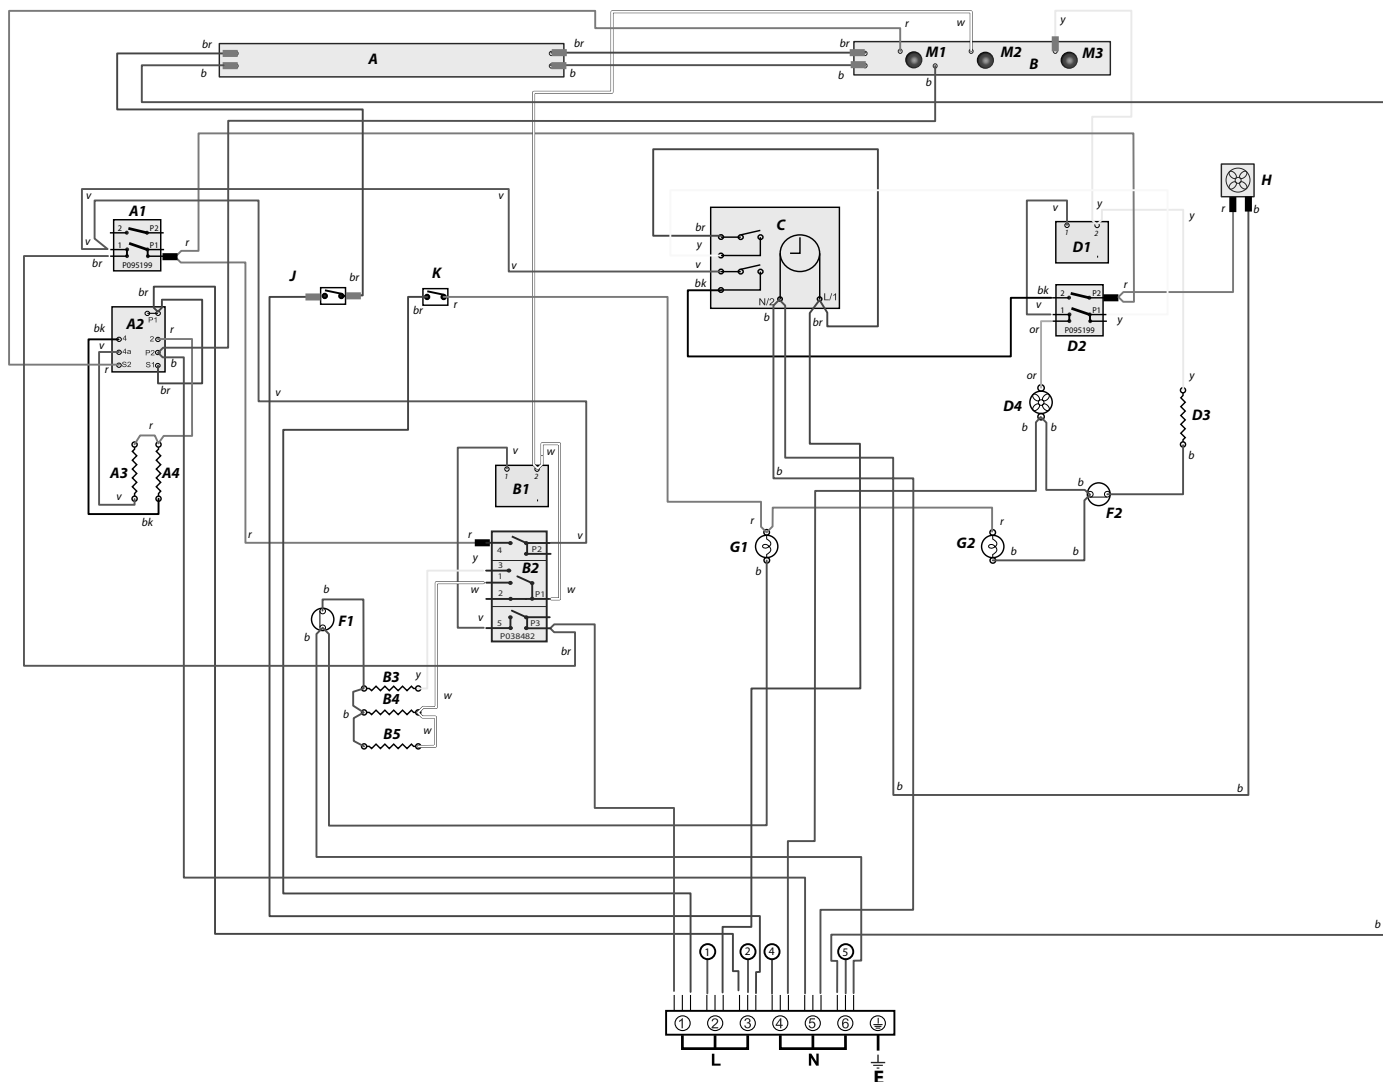 r
w
y
br
br
br
A
M1
M2
B
M3
b
b
b
b
H
r
b
v
v
A1
2
P2
v
1
P1
r
br
P095199
C
br
y
v
v
bk
N/2
L/1
b
br
v
y
y
1
2
D1
bk
2
P2
r
v
1
P1
y
or
P095199
D2
J
br
K
br
r
br
P1
A2
bk
4
2
r
v
4a
P2
r
S2
S1
b
br
or
D4
b
b
y
D3
b
v
r
A3
A4
v
bk
v
w
1
2
B1
b
b
F2
r
r
4
P2
v
B2
y
3
1
w
2
P1
w
v
5
P3
P038482
br
r
G1
b
r
G2
b
b
b
F1
b
B3
y
B4
w
b
w
B5
b
b
b
1
2
4
5
1
2
3
4
5
6
L
N
E